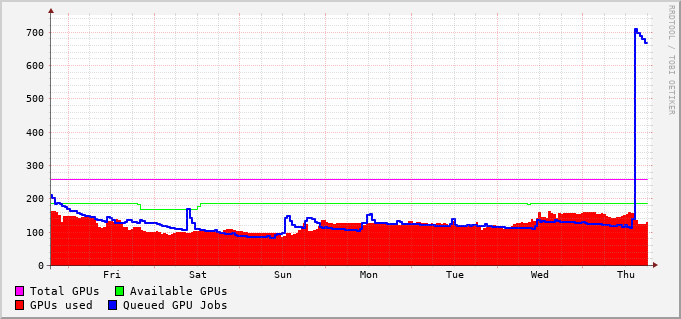 700
600
500
400
300
200
100
0
Fri Sat Sun Mon Tue Wed Thu
Total GPUs Available GPUs
GPUs used Queued GPU Jobs
RRDTOOL / TOBI OETIKER